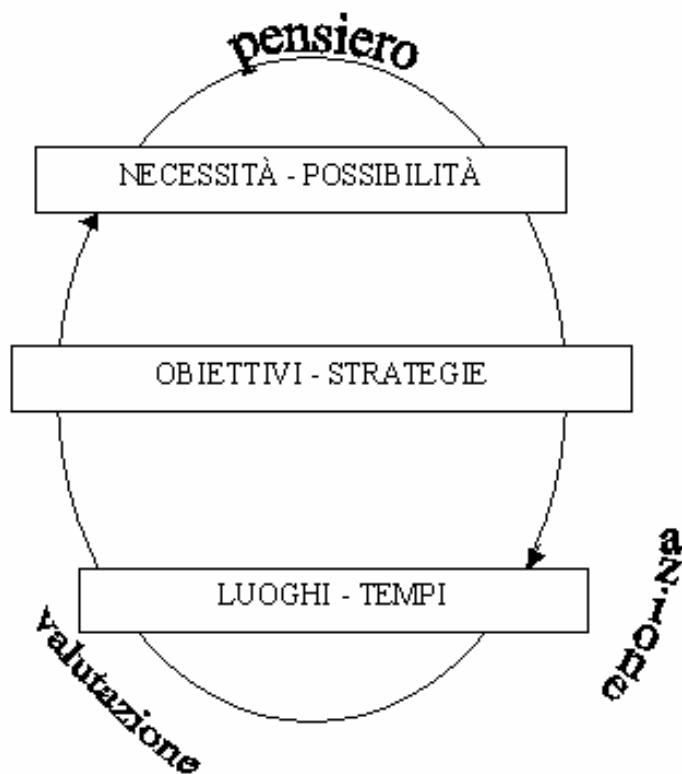 pensiero
NECESSITÀ - POSSIBILITÀ
OBIETTIVI - STRATEGIE
azione
LUOGHI - TEMPI
valutazione